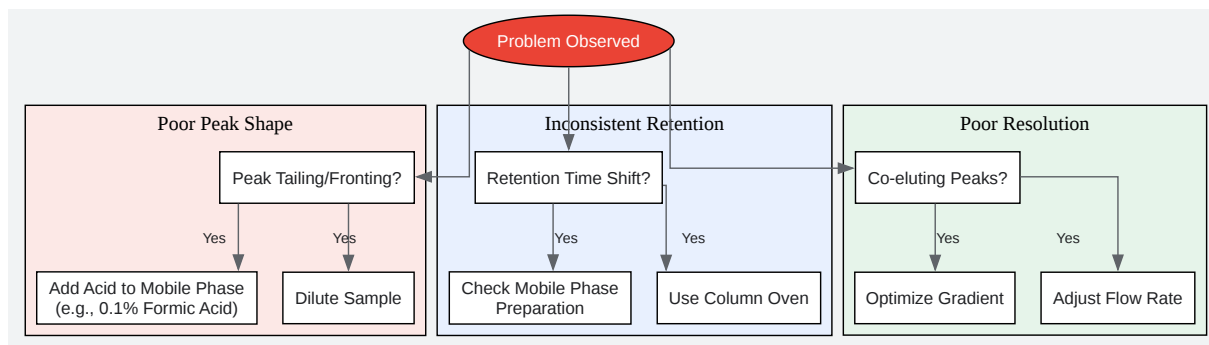 Problem Observed
Poor Peak Shape
Inconsistent Retention
Poor Resolution
Peak Tailing/Fronting?
Retention Time Shift?
Co-eluting Peaks?
Yes
Yes
Yes
Yes
Yes
Yes
Add Acid to Mobile Phase
(e.g., 0.1% Formic Acid)
Dilute Sample
Check Mobile Phase
Preparation
Use Column Oven
Optimize Gradient
Adjust Flow Rate